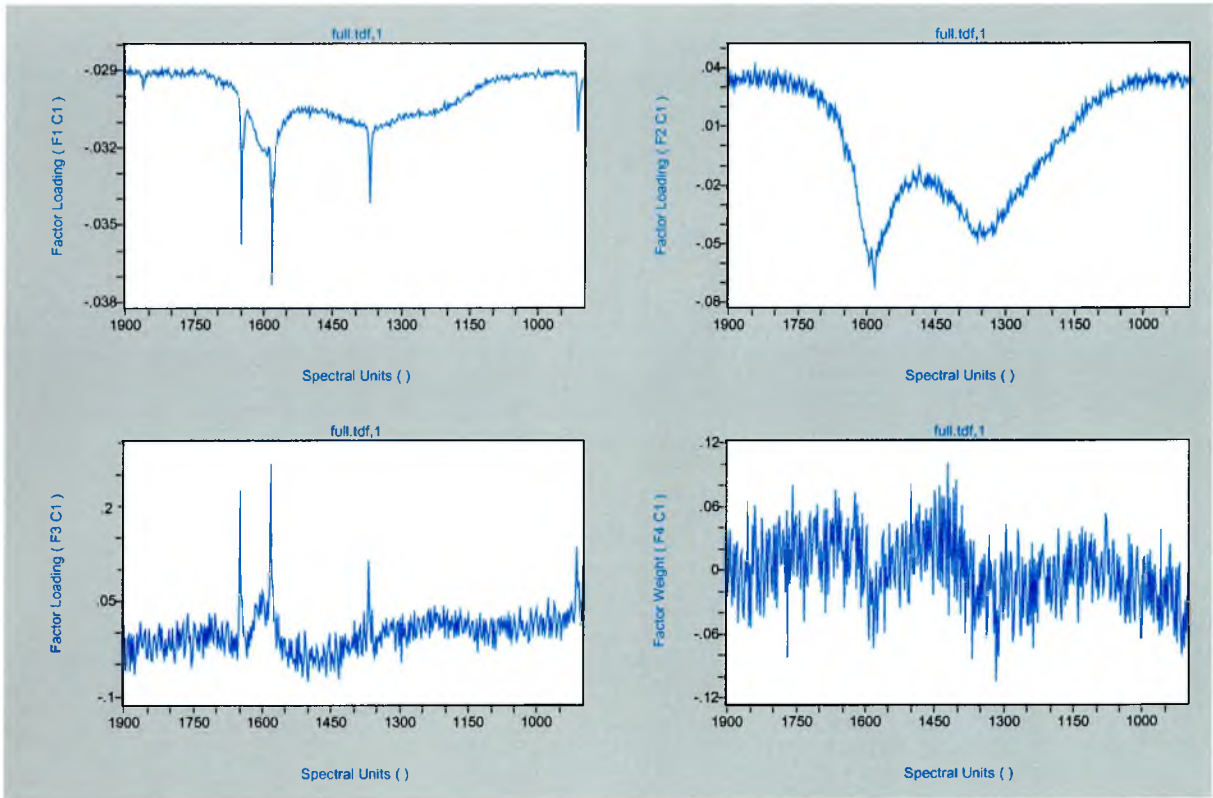 full.tdf,1
Factor Loading ( F1 C1 )
-.029
-.032
-.035
-.038
1900 1750 1600 1450 1300 1150 1000
Spectral Units ( )
full.tdf,1
Factor Loading ( F2 C1 )
.04
.01
-.02
-.05
-.08
1900 1750 1600 1450 1300 1150 1000
Spectral Units ( )
full.tdf,1
Factor Loading ( F3 C1 )
.2
.05
-.1
1900 1750 1600 1450 1300 1150 1000
Spectral Units ( )
full.tdf,1
Factor Weight ( F4 C1 )
.12
.06
0
-.06
-.12
1900 1750 1600 1450 1300 1150 1000
Spectral Units ( )